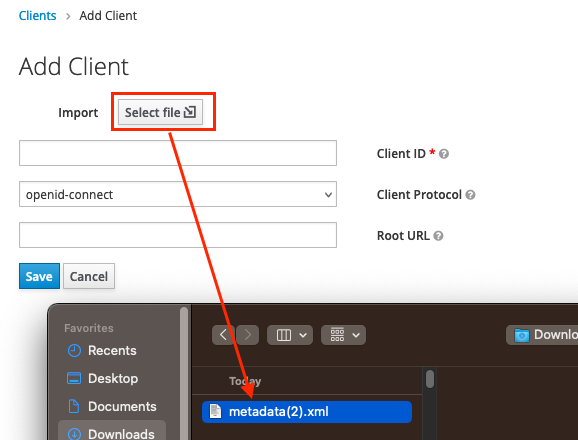 Clients > Add Client
Add Client
Import Select file
Client ID *
openid-connect Client Protocol
Root URL
Save Cancel
Favorites
Recents
Desktop
Documents
Downloads
Downlo
Today
metadata(2).xml